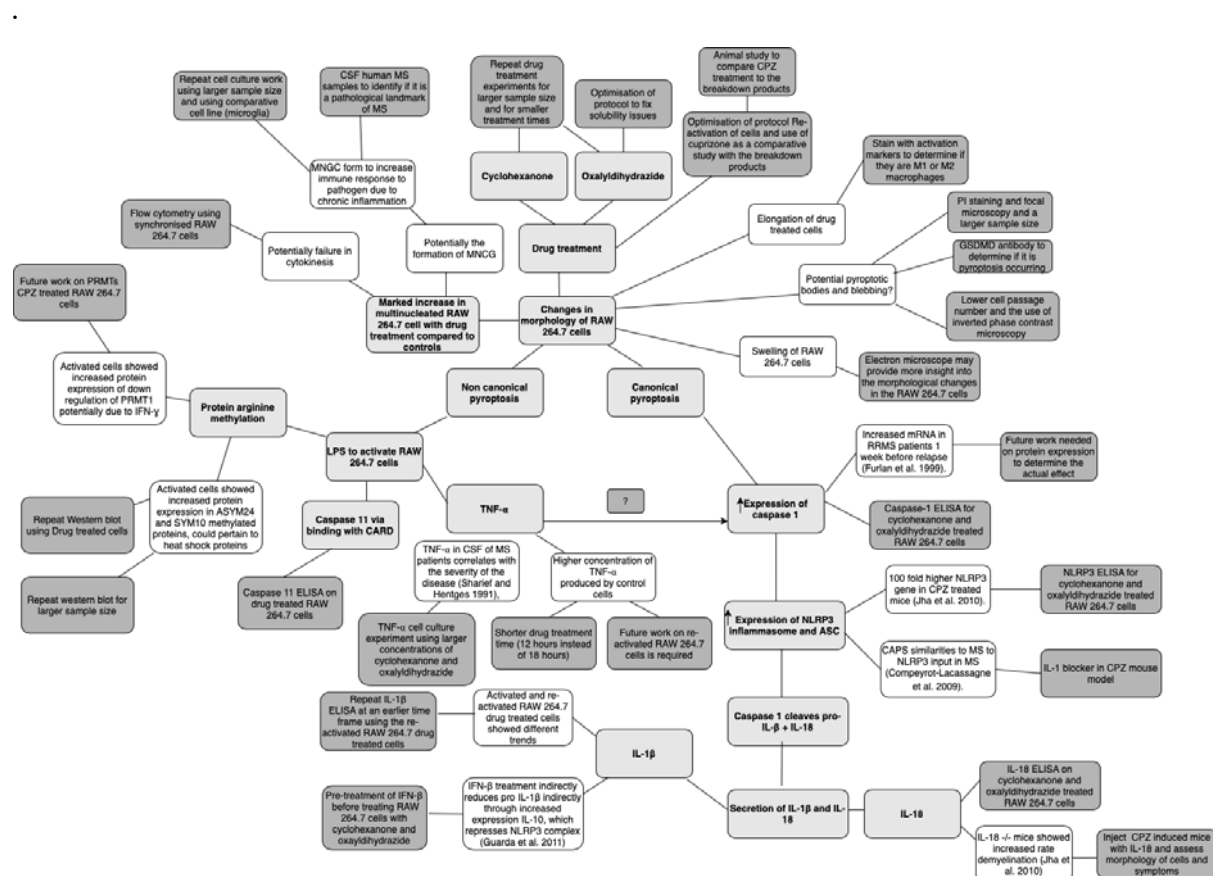 .
Repeat cell culture work
using larger sample size
and using comparative
cell line (microglia)
CSF human MS
samples to identify if it is
a pathological landmark
of MS
Repeat drug
treatment
experiments for
larger sample size
and for smaller
treatment times
Optimisation of
protocol to fix
solubility issues
Animal study to
compare CPZ
treatment to the
breakdown products
Optimisation of protocol Re-
activation of cells and use of
cuprizone as a comparative
study with the breakdown
products
Stain with activation
markers to determine if
they are M1 or M2
macrophages
MNGC form to increase
immune response to
pathogen due to
chronic inflammation
Cyclohexanone
Oxalyldihydrazide
Flow cytometry using
synchronised RAW
264.7 cells
Elongation of drug
treated cells
PI staining and focal
microscopy and a
larger sample size
Potentially failure in
cytokinesis
Potentially the
formation of MNCG
Drug treatment
GSDMD antibody to
determine if it is
pyroptosis occurring
Future work on PRMTs
CPZ treated RAW 264.7
cells
Potential pyroptotic
bodies and blebbing?
Marked increase in
multinucleated RAW
264.7 cell with drug
treatment compared to
controls
Changes in
morphology of RAW
264.7 cells
Lower cell passage
number and the use of
inverted phase contrast
microscopy
Swelling of RAW
264.7 cells
Electron microscope may
provide more insight into
the morphological changes
in the RAW 264.7 cells
Activated cells showed
increased protein
expression of down
regulation of PRMT1
potentially due to IFN-γ
Protein arginine
methylation
Non canonical
pyroptosis
Canonical
pyroptosis
LPS to activate RAW
264.7 cells
Increased mRNA in
RRMS patients 1
week before relapse
(Furlan et al. 1999).
Future work needed
on protein expression
to determine the
actual effect
Repeat Western blot
using Drug treated cells
Activated cells showed
increased protein
expression in ASYM24
and SYM10 methylated
proteins, could pertain to
heat shock proteins
Caspase 11 via
binding with CARD
TNF-α
?
↑Expression of
caspase 1
Caspase-1 ELISA for
cyclohexanone and
oxalyldihydrazide treated
RAW 264.7 cells
TNF-α in CSF of MS
patients correlates with
the severity of the
disease (Sharief and
Hentges 1991),
Higher concentration of
TNF-α
produced by control
cells
Repeat western blot for
larger sample size
Caspase 11 ELISA on
drug treated RAW
264.7 cells
100 fold higher NLRP3
gene in CPZ treated
mice (Jha et al. 2010).
NLRP3 ELISA for
cyclohexanone and
oxalyldihydrazide treated
RAW 264.7 cells
TNF-α cell culture
experiment using larger
concentrations of
cyclohexanone and
oxalyldihydrazide
Shorter drug treatment
time (12 hours instead
of 18 hours)
Future work on re-
activated RAW 264.7
cells is required
↑ Expression of NLRP3
inflammasome and ASC
CAPS similarities to MS to
NLRP3 input in MS
(Compeyrot-Lacassagne
et al. 2009).
IL-1 blocker in CPZ mouse
model
Repeat IL-1β
ELISA at an earlier time
frame using the re-
activated RAW 264.7 drug
treated cells
Activated and re-
activated RAW 264.7
drug treated cells
showed different
trends
Caspase 1 cleaves pro-
IL-β + IL-18
IL-1β
Pre-treatment of IFN-β
before treating RAW
264.7 cells with
cyclohexanone and
oxayldihydrazide
IFN-β treatment indirectly
reduces pro IL-1β indirectly
through increased
expression IL-10, which
represses NLRP3 complex
(Guarda et al. 2011)
Secretion of IL-1β and IL-
18
IL-18
IL-18 ELISA on
cyclohexanone and
oxalyldihydrazide treated
RAW 264.7 cells
IL-18 -/- mice showed
increased rate
demyelination (Jha et
al. 2010)
Inject CPZ induced mice
with IL-18 and assess
morphology of cells and
symptoms